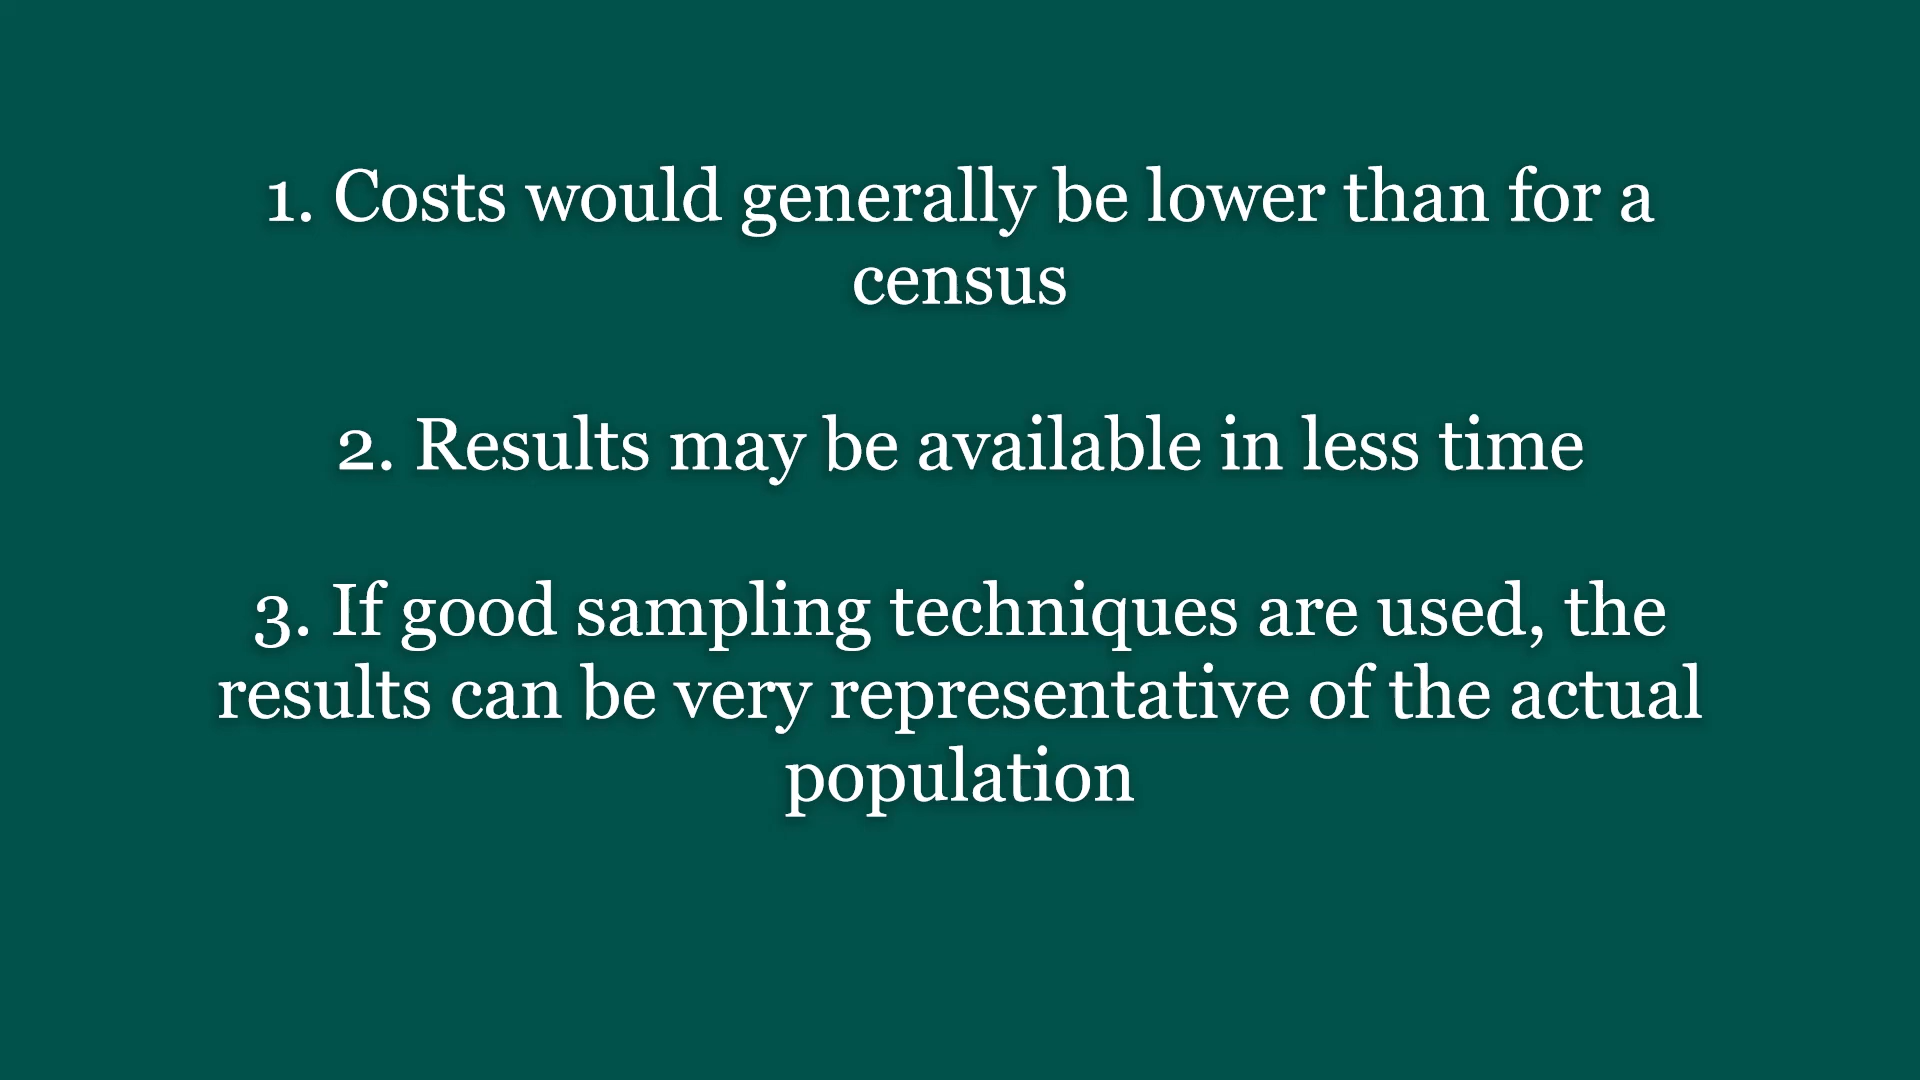 1. Costs would generally be lower than for a
census
2. Results may be available in less time
3. If good sampling techniques are used, the
results can be very representative of the actual
population